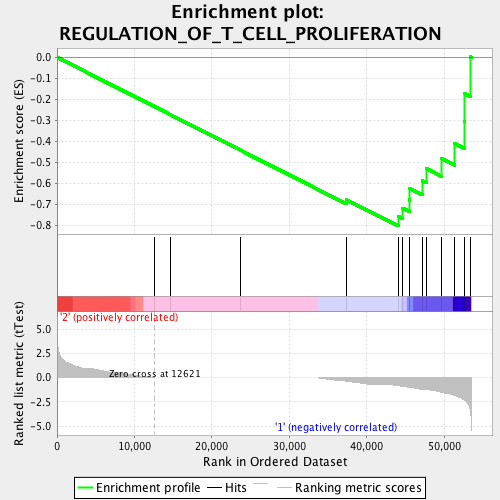 Enrichment plot:
REGULATION_OF_T_CELL_PROLIFERATION
Enrichment score (ES)
0.0
-0.1
-0.2
-0.3
-0.4
-0.5
-0.6
-0.7
-0.8
'2' (positively correlated)
Ranked list metric (tTest)
5.0
2.5
0.0
-2.5
-5.0
Zero cross at 12621
'1' (negatively correlated)
0 10,000 20,000 30,000 40,000 50,000
Rank in Ordered Dataset
Enrichment profile Hits Ranking metric scores